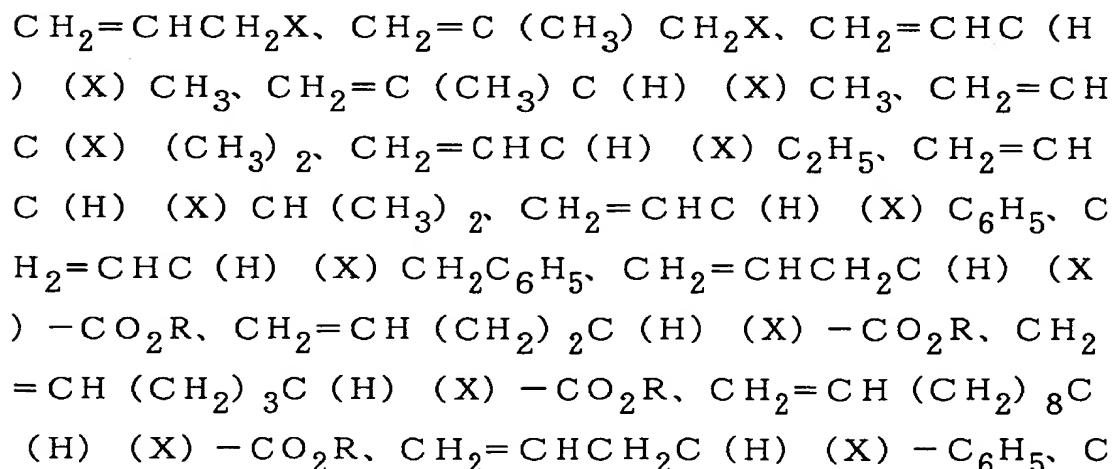 CH₂=CHCH₂X、CH₂=C(CH₃)CH₂X、CH₂=CHC(H
)(X)CH₃、CH₂=C(CH₃)C(H)(X)CH₃、CH₂=CH
C(X)(CH₃)₂、CH₂=CHC(H)(X)C₂H₅、CH₂=CH
C(H)(X)CH(CH₃)₂、CH₂=CHC(H)(X)C₆H₅、C
H₂=CHC(H)(X)CH₂C₆H₅、CH₂=CHCH₂C(H)(X
)-CO₂R、CH₂=CH(CH₂)₂C(H)(X)-CO₂R、CH₂
=CH(CH₂)₃C(H)(X)-CO₂R、CH₂=CH(CH₂)₈C
(H)(X)-CO₂R、CH₂=CHCH₂C(H)(X)-C₆H₅、C